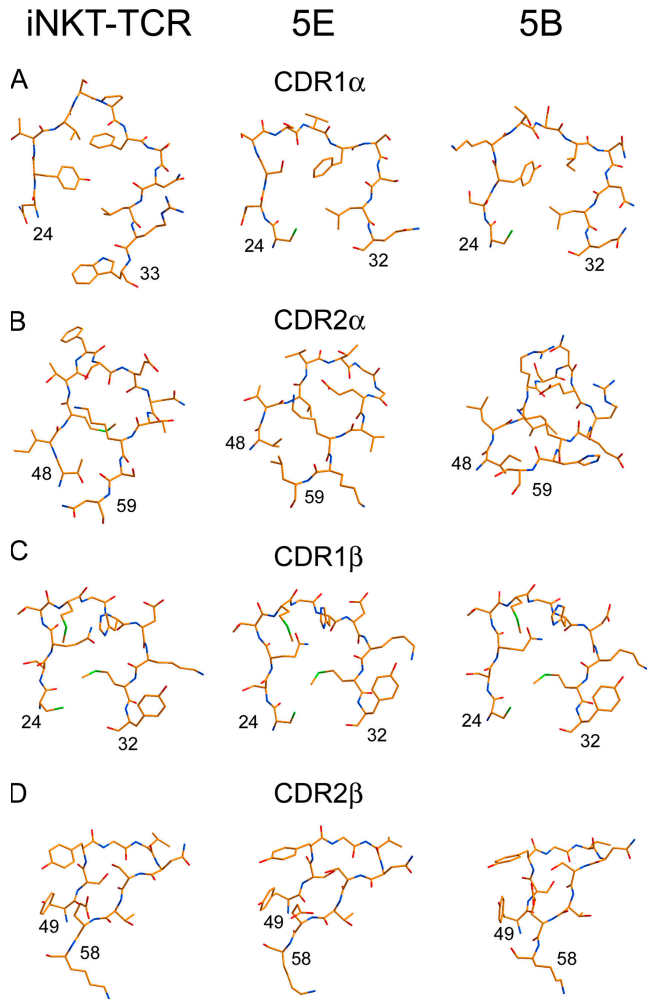 iNKT-TCR 5E 5B
A CDR1α
24 33 24 32 24 32
B CDR2α
48 59 48 59 48 59
C CDR1β
24 32 24 32 24 32
D CDR2β
49 58 49 58 49 58